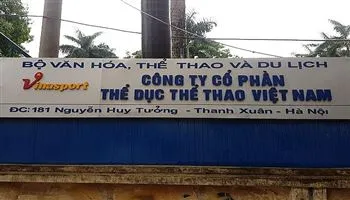 BỘ VĂN HÓA, THỂ THAO VÀ DU LỊCH
Vinasport
CÔNG TY CỔ PHẦN
THỂ DỤC THỂ THAO VIỆT NAM
ĐC: 181 Nguyễn Huy Tưởng - Thanh Xuân - Hà Nội